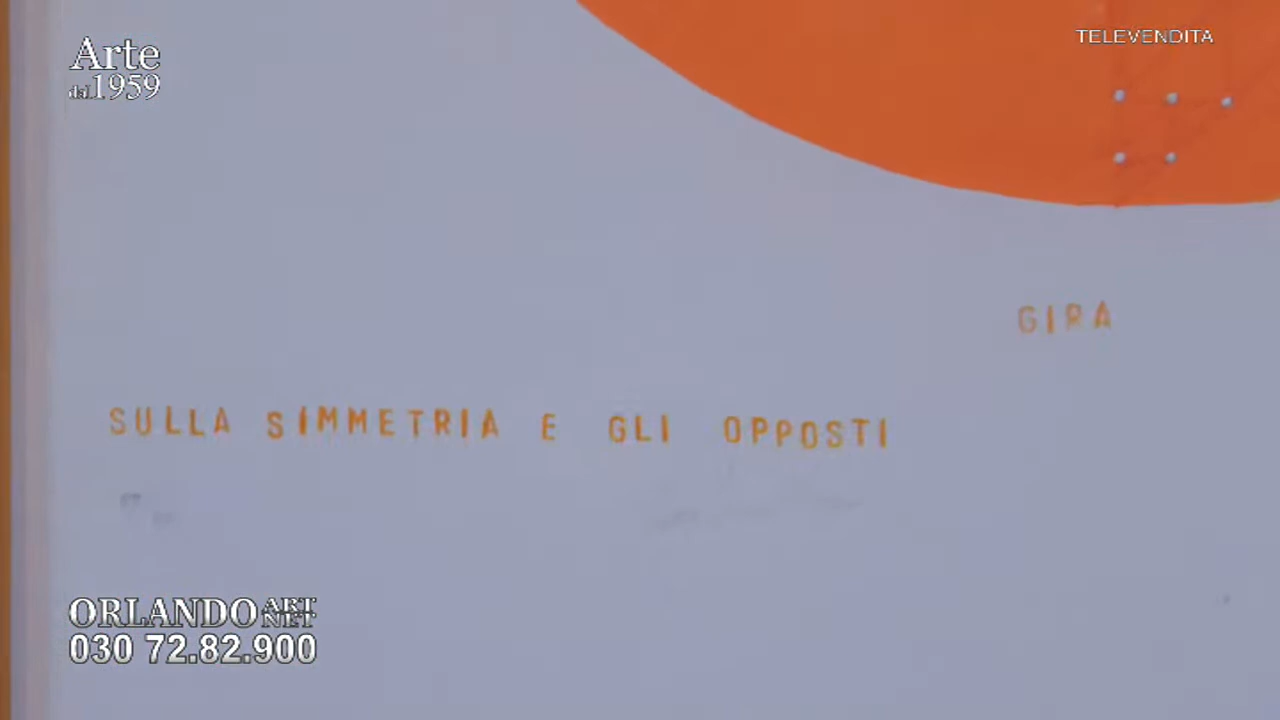 Arte
dal 1959
TELEVENDITA
GIRA
SULLA SIMMETRIA E GLI OPPOSTI
ORLANDO ART NET
030 72.82.900